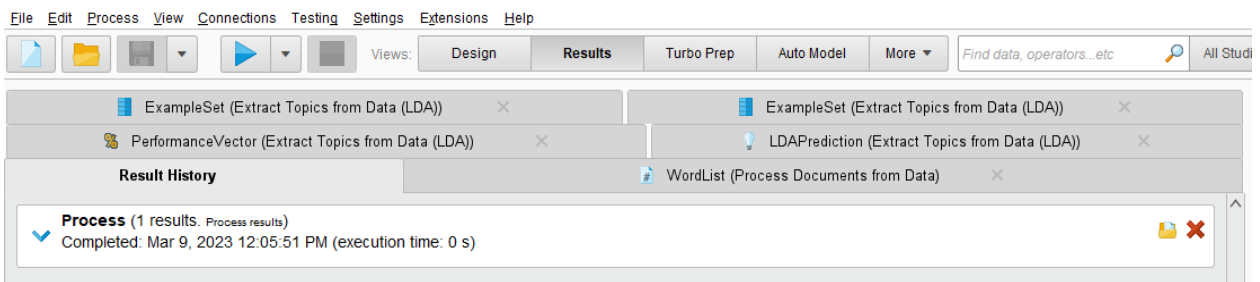 File Edit Process View Connections Testing Settings Extensions Help
Views: Design Results Turbo Prep Auto Model More ▼ Find data, operators...etc All Studi
ExampleSet (Extract Topics from Data (LDA)) ExampleSet (Extract Topics from Data (LDA))
PerformanceVector (Extract Topics from Data (LDA)) LDAPrediction (Extract Topics from Data (LDA))
Result History WordList (Process Documents from Data)
Process (1 results. Process results)
Completed: Mar 9, 2023 12:05:51 PM (execution time: 0 s)